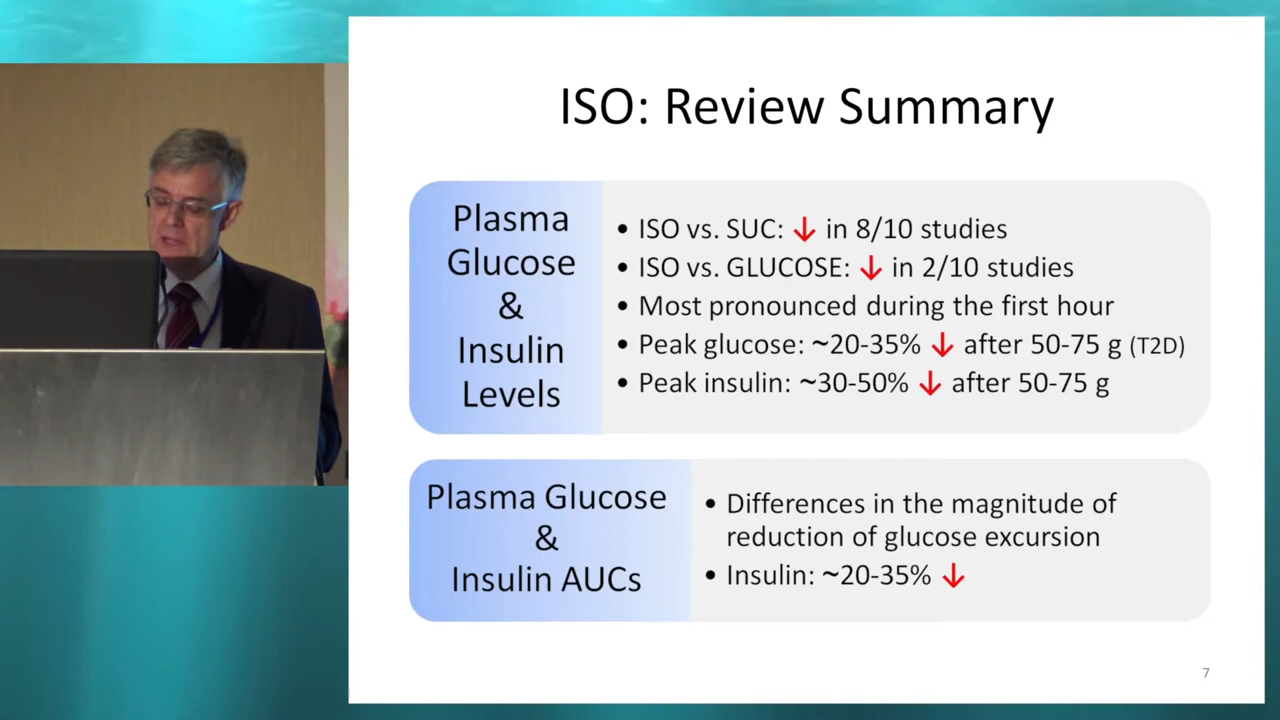 ISO: Review Summary
Plasma
Glucose
&
Insulin
Levels
• ISO vs. SUC: ↓ in 8/10 studies
• ISO vs. GLUCOSE: ↓ in 2/10 studies
• Most pronounced during the first hour
• Peak glucose: ~20-35% ↓ after 50-75 g (T2D)
• Peak insulin: ~30-50% ↓ after 50-75 g
Plasma Glucose
&
Insulin AUCs
• Differences in the magnitude of
reduction of glucose excursion
• Insulin: ~20-35% ↓
7